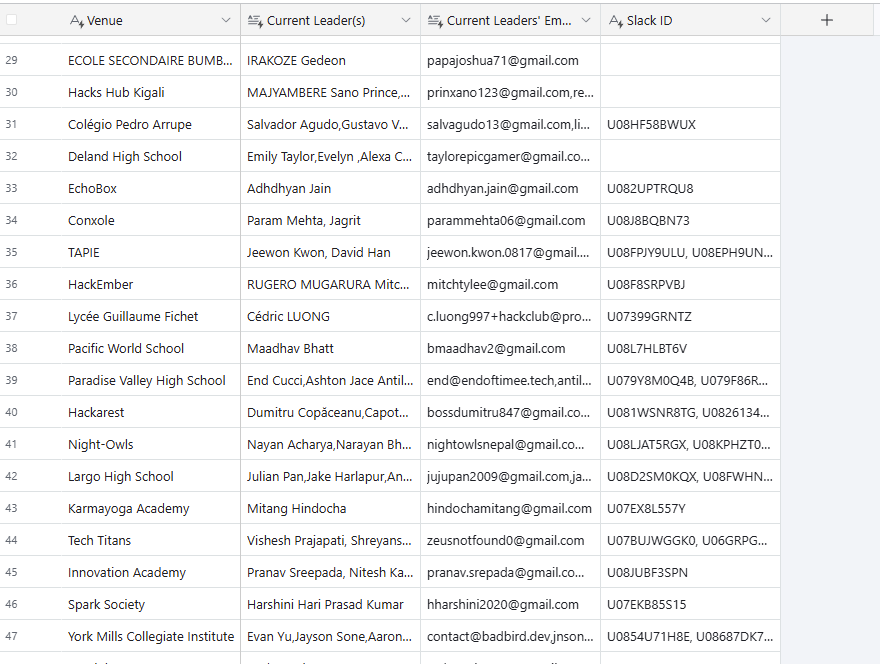 Venue Current Leader(s) Current Leaders' Em... Slack ID
29 ECOLE SECONDAIRE BUMB... IRAKOZE Gedeon papajoshua71@gmail.com
30 Hacks Hub Kigali MAJYAMBERE Sano Prince,... prinxano123@gmail.com,re...
31 Colégio Pedro Arrupe Salvador Agudo,Gustavo V... salvagudo13@gmail.com,li... U08HF58BWUX
32 Deland High School Emily Taylor,Evelyn ,Alexa C... taylorepicgamer@gmail.co...
33 EchoBox Adhdhyan Jain adhdhyan.jain@gmail.com U082UPTRQU8
34 Conxole Param Mehta, Jagrit parammehta06@gmail.com U08J8BQBN73
35 TAPIE Jeewon Kwon, David Han jeewon.kwon.0817@gmail.... U08FPJY9ULU, U08EPH9UN...
36 HackEmber RUGERO MUGARURA Mitc... mitchtylee@gmail.com U08F8SRPVBJ
37 Lycée Guillaume Fichet Cédric LUONG c.luong997+hackclub@pro... U07399GRNTZ
38 Pacific World School Maadhav Bhatt bmaadhav2@gmail.com U08L7HLBT6V
39 Paradise Valley High School End Cucci,Ashton Jace Antil... end@endoftimee.tech,antil... U079Y8M0Q4B, U079F86R...
40 Hackarest Dumitru Copăceanu,Capot... bossdumitru847@gmail.co... U081WSNR8TG, U0826134...
41 Night-Owls Nayan Acharya,Narayan Bh... nightowlsnepal@gmail.co... U08LJAT5RGX, U08KPHZT0...
42 Largo High School Julian Pan,Jake Harlapur,An... jujupan2009@gmail.com,ja... U08D2SM0KQX, U08FWHN...
43 Karmayoga Academy Mitang Hindocha hindochamitang@gmail.com U07EX8L557Y
44 Tech Titans Vishesh Prajapati, Shreyans... zeusnotfound0@gmail.com U07BUJWGGK0, U06GRPG...
45 Innovation Academy Pranav Sreepada, Nitesh Ka... pranav.srepada@gmail.co... U08JUBF3SPN
46 Spark Society Harshini Hari Prasad Kumar hharshini2020@gmail.com U07EKB85S15
47 York Mills Collegiate Institute Evan Yu,Jayson Sone,Aaron... contact@badbird.dev,jnson... U0854U71H8E, U08687DK7...